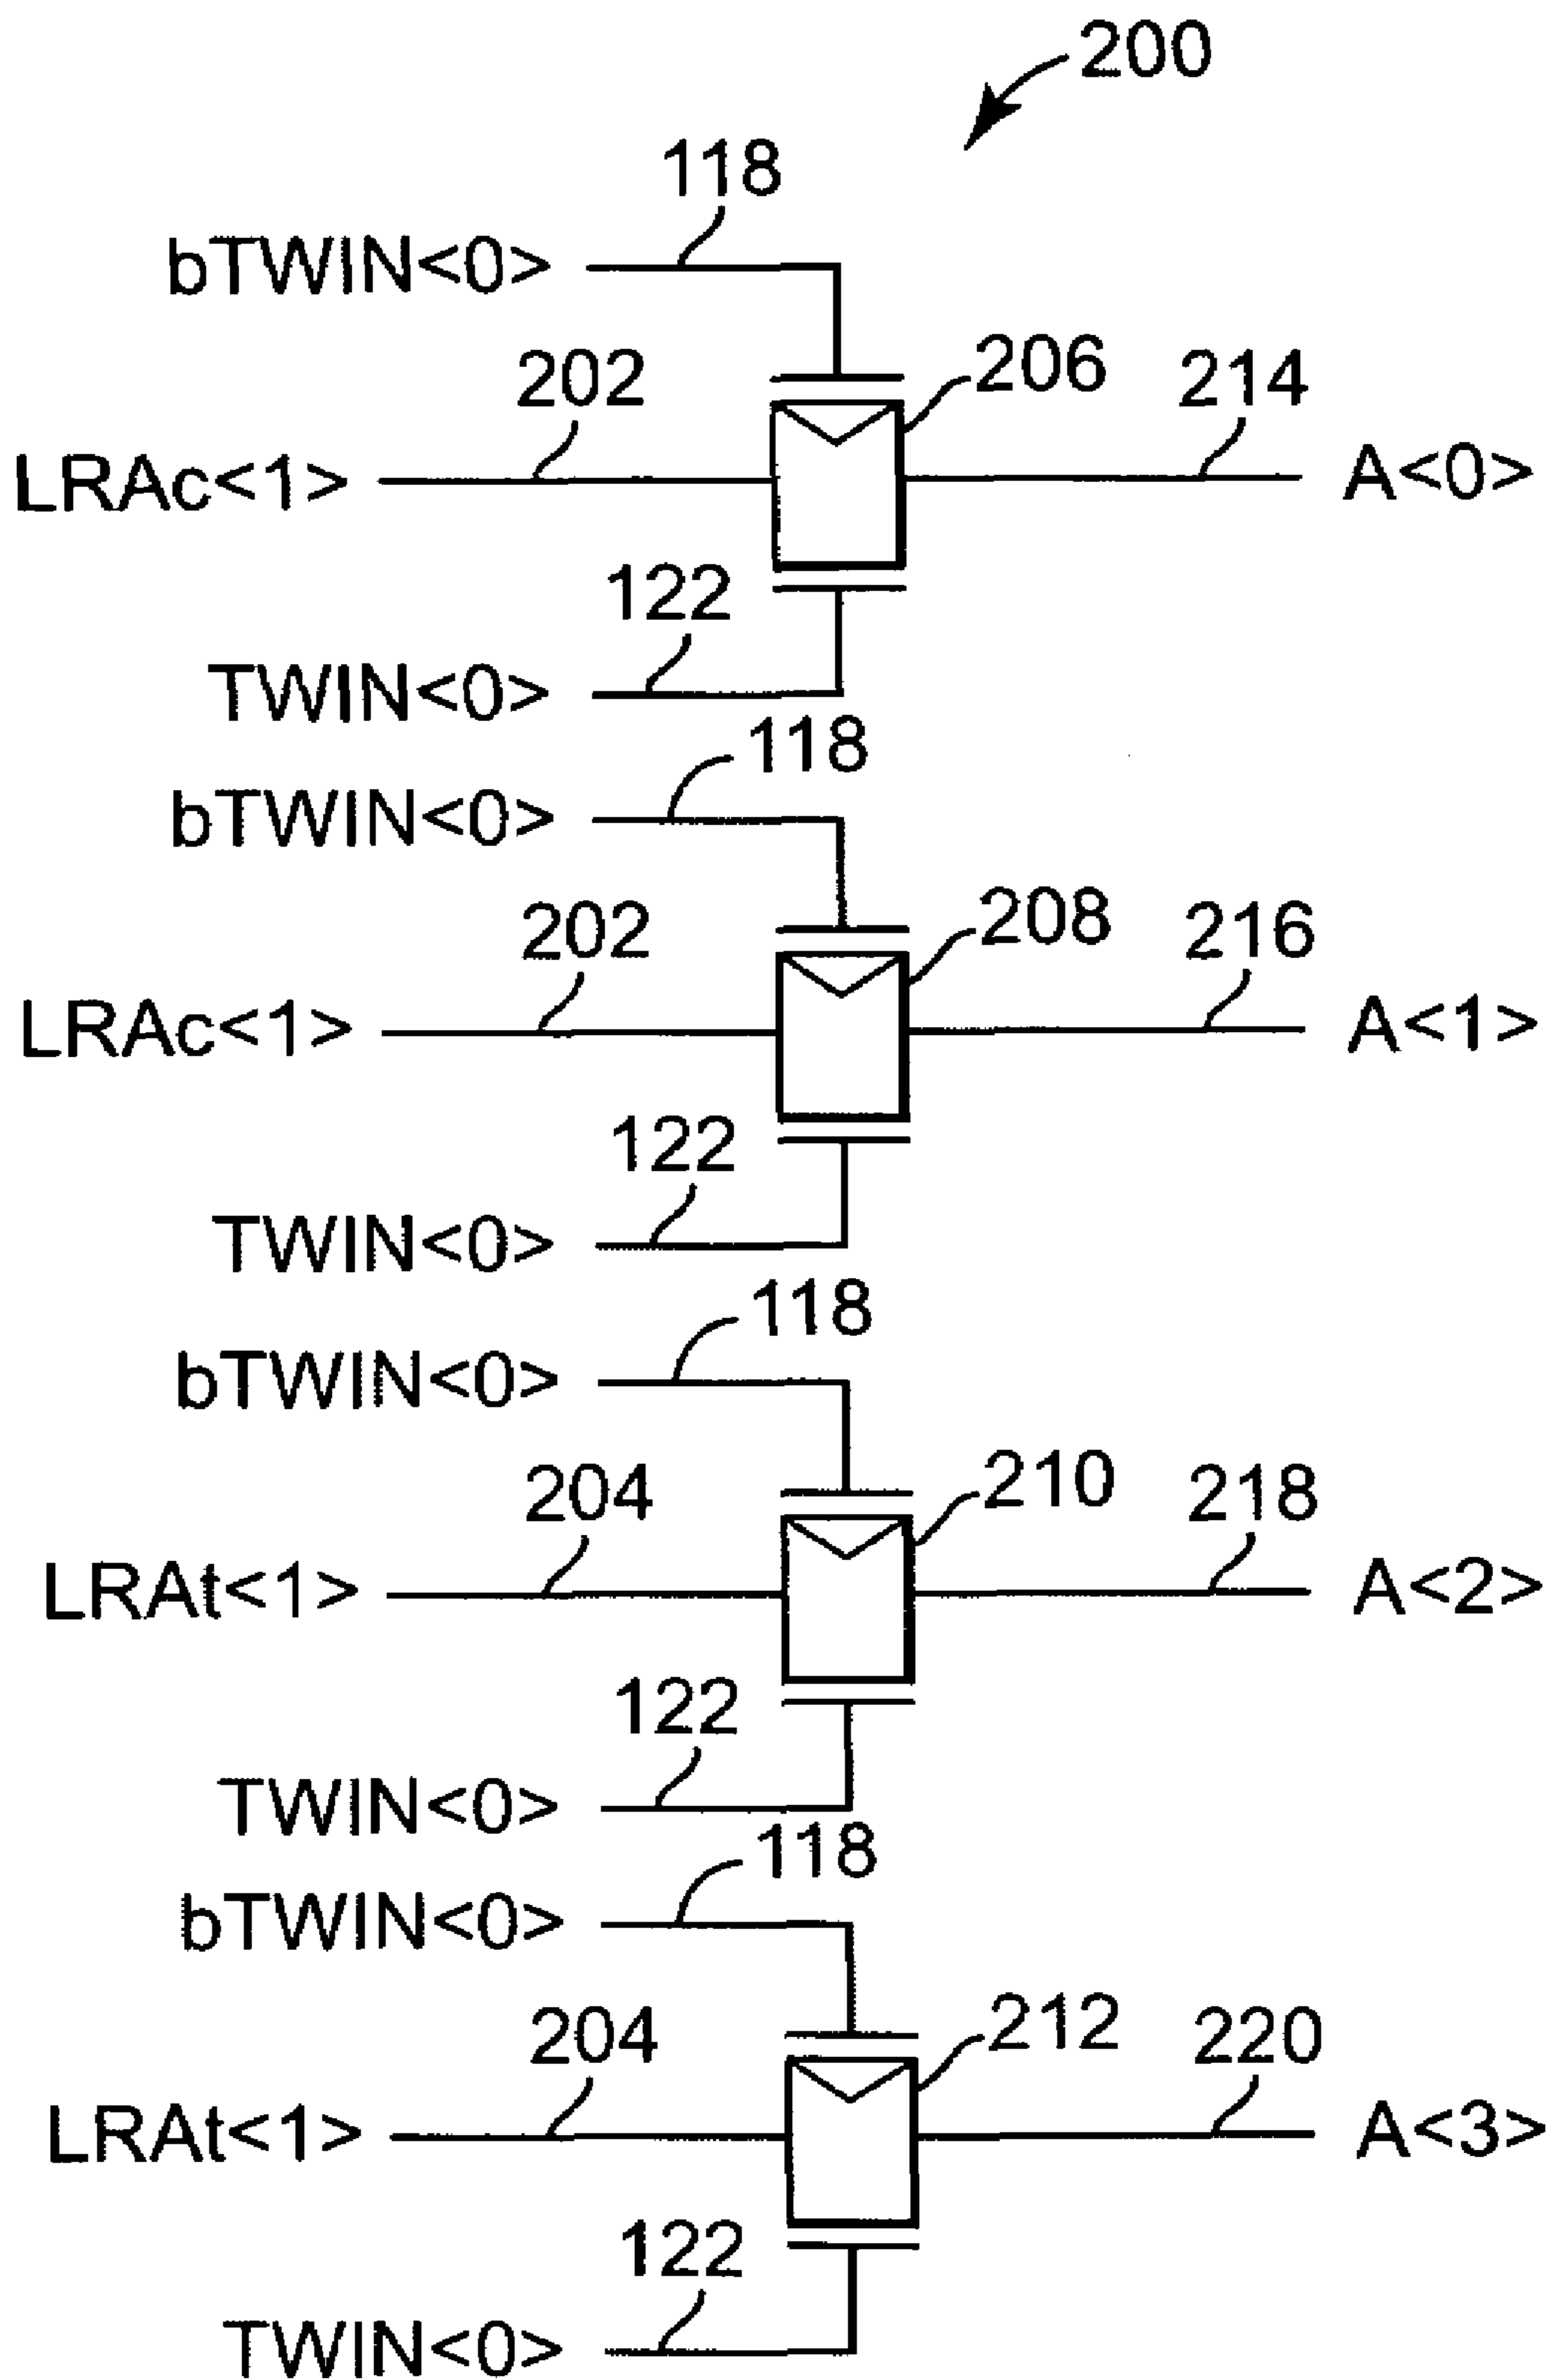 200
118
bTWIN<0>
202 206 214
LRAc<1> A<0>
122
TWIN<0>
118
bTWIN<0>
202 208 216
LRAc<1> A<1>
122
TWIN<0>
118
bTWIN<0>
204 210 218
LRAt<1> A<2>
122
TWIN<0>
118
bTWIN<0>
204 212 220
LRAt<1> A<3>
122
TWIN<0>